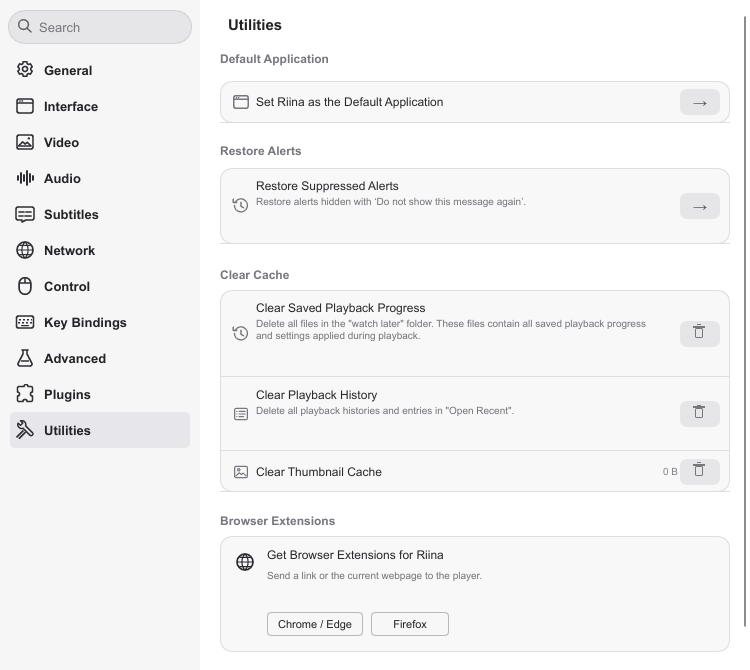 Search
General
Interface
Video
Audio
Subtitles
Network
Control
Key Bindings
Advanced
Plugins
Utilities
Utilities
Default Application
Set Riina as the Default Application
→
Restore Alerts
Restore Suppressed Alerts
Restore alerts hidden with ‘Do not show this message again’.
→
Clear Cache
Clear Saved Playback Progress
Delete all files in the "watch later" folder. These files contain all saved playback progress
and settings applied during playback.
Clear Playback History
Delete all playback histories and entries in "Open Recent".
Clear Thumbnail Cache
0 B
Browser Extensions
Get Browser Extensions for Riina
Send a link or the current webpage to the player.
Chrome / Edge
Firefox